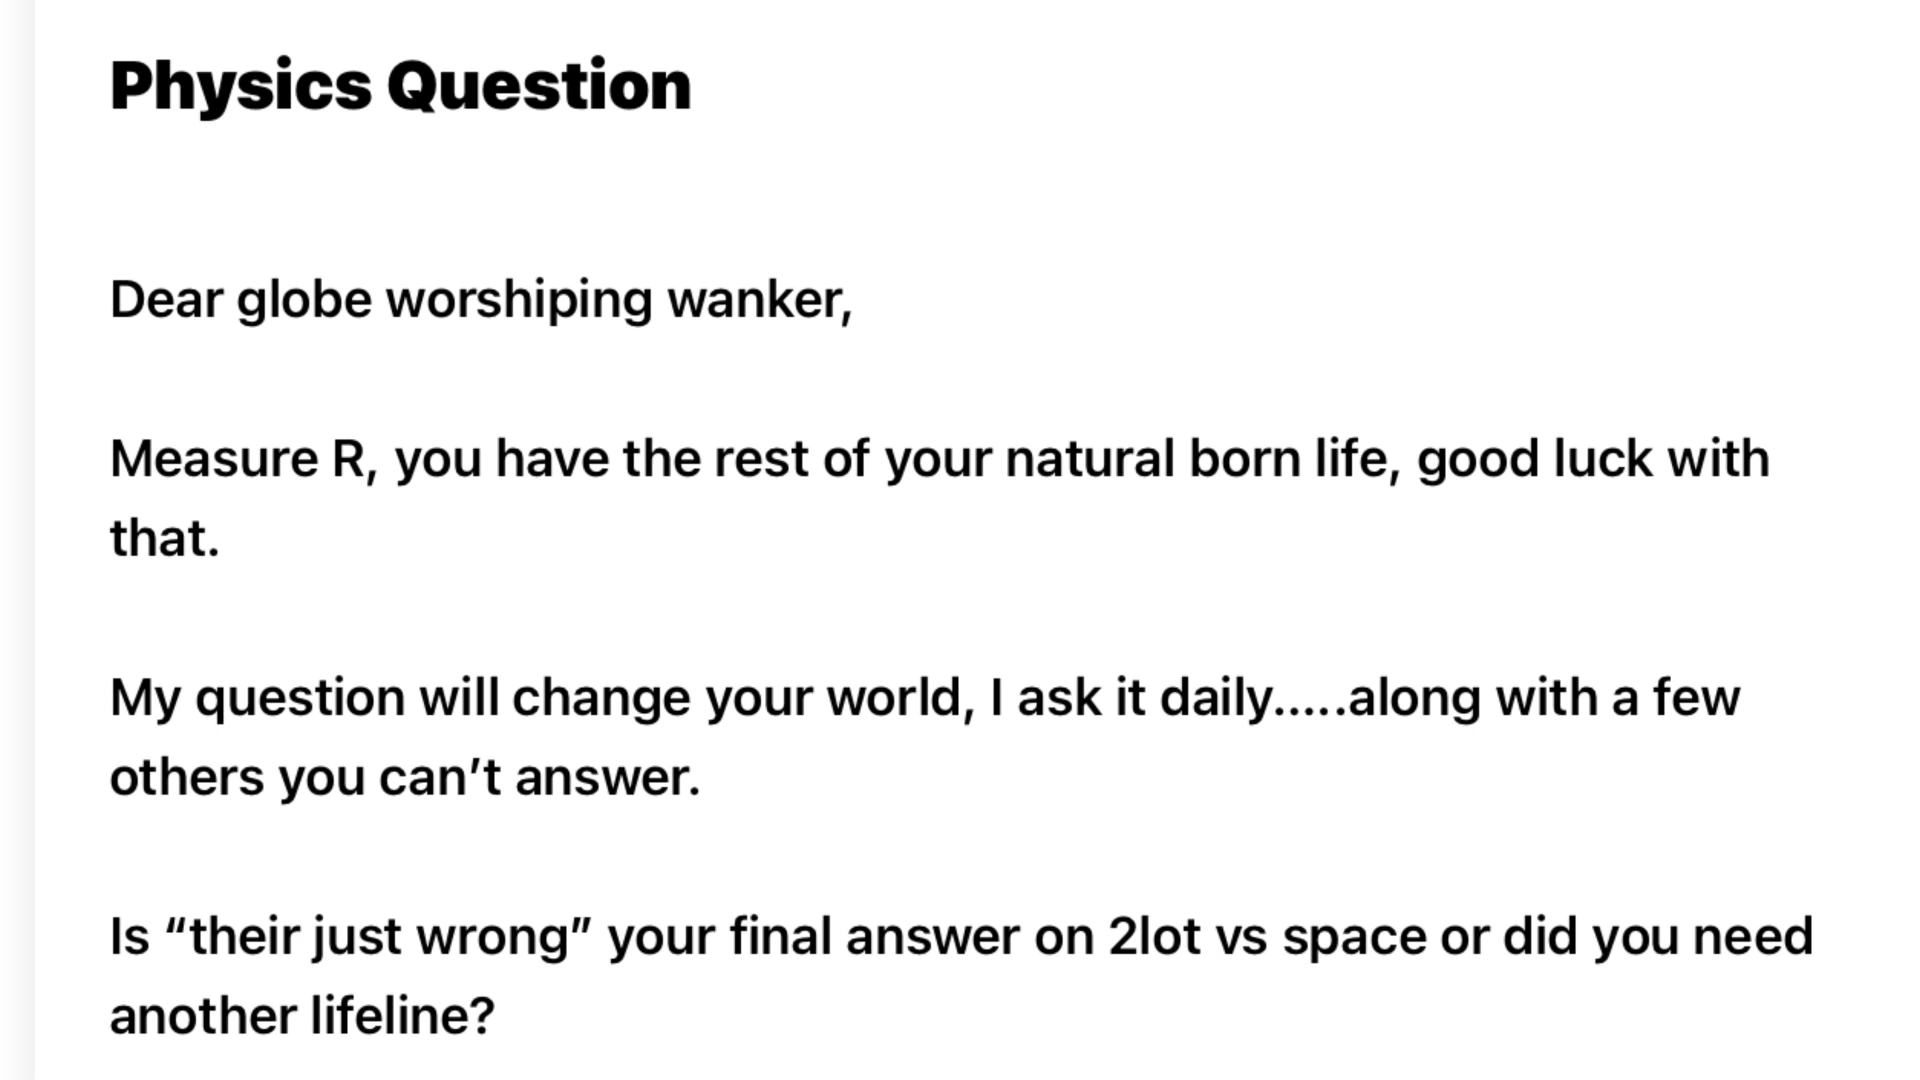 Physics Question
Dear globe worshiping wanker,
Measure R, you have the rest of your natural born life, good luck with
that.
My question will change your world, I ask it daily.....along with a few
others you can’t answer.
Is “their just wrong” your final answer on 2lot vs space or did you need
another lifeline?